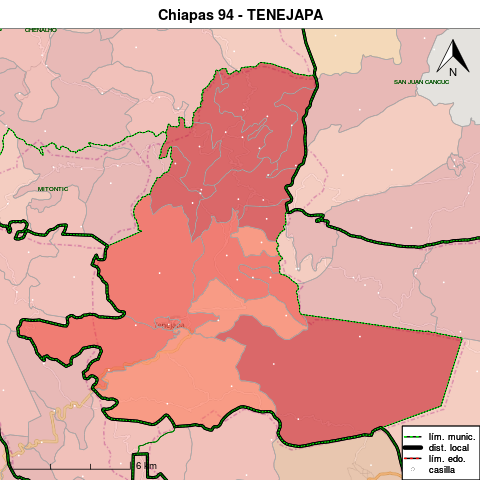 Chiapas 94 - TENEJAPA
CHENALHO
SAN JUAN CANCUC
N
MITONTIC
Tenejapa
6 km
lím. munic.
dist. local
lím. edo.
casilla